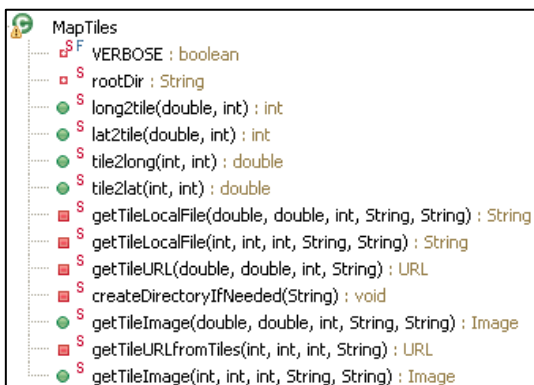 MapTiles
S F VERBOSE : boolean
S rootDir : String
S long2tile(double, int) : int
S lat2tile(double, int) : int
S tile2long(int, int) : double
S tile2lat(int, int) : double
S getTileLocalFile(double, double, int, String, String) : String
S getTileLocalFile(int, int, int, String, String) : String
S getTileURL(double, double, int, String) : URL
S createDirectoryIfNeeded(String) : void
S getTileImage(double, double, int, String, String) : Image
S getTileURLfromTiles(int, int, int, String) : URL
S getTileImage(int, int, int, String, String) : Image